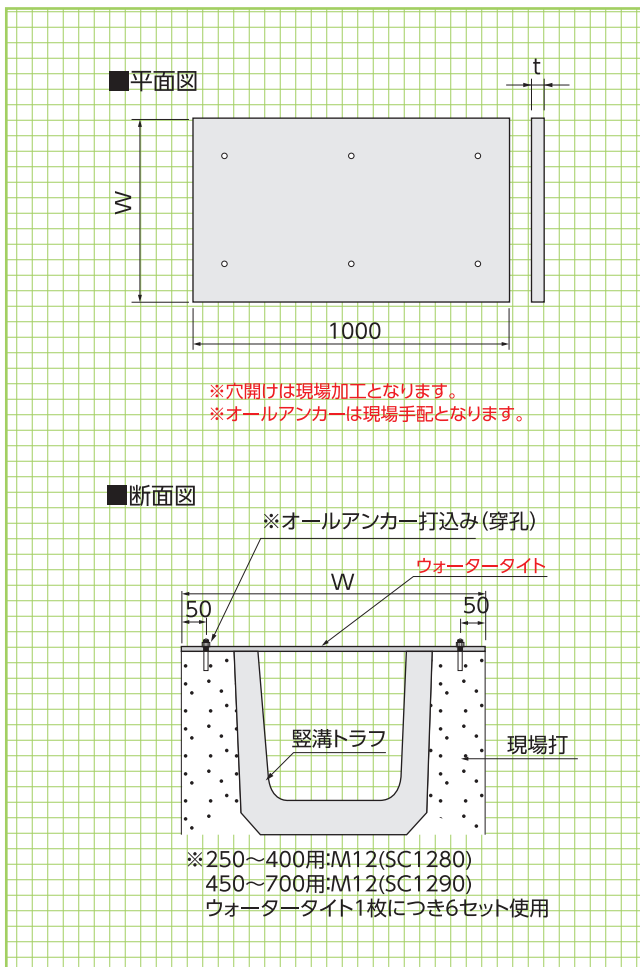 ■平面図
t
W
1000
※穴開けは現場加工となります。
※オールアンカーは現場手配となります。
■断面図
※オールアンカー打込み(穿孔)
ウォータータイト
W
50
50
竪溝トラフ
現場打
※250～400用:M12(SC1280)
450～700用:M12(SC1290)
ウォータータイト1枚につき6セット使用